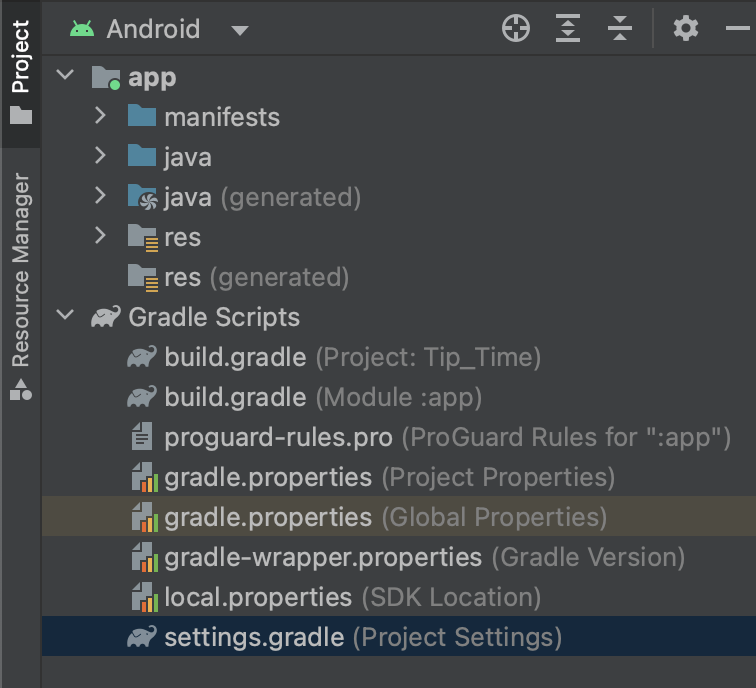 Project
Resource Manager
Android
app
manifests
java
java (generated)
res
res (generated)
Gradle Scripts
build.gradle (Project: Tip_Time)
build.gradle (Module :app)
proguard-rules.pro (ProGuard Rules for ":app")
gradle.properties (Project Properties)
gradle.properties (Global Properties)
gradle-wrapper.properties (Gradle Version)
local.properties (SDK Location)
settings.gradle (Project Settings)